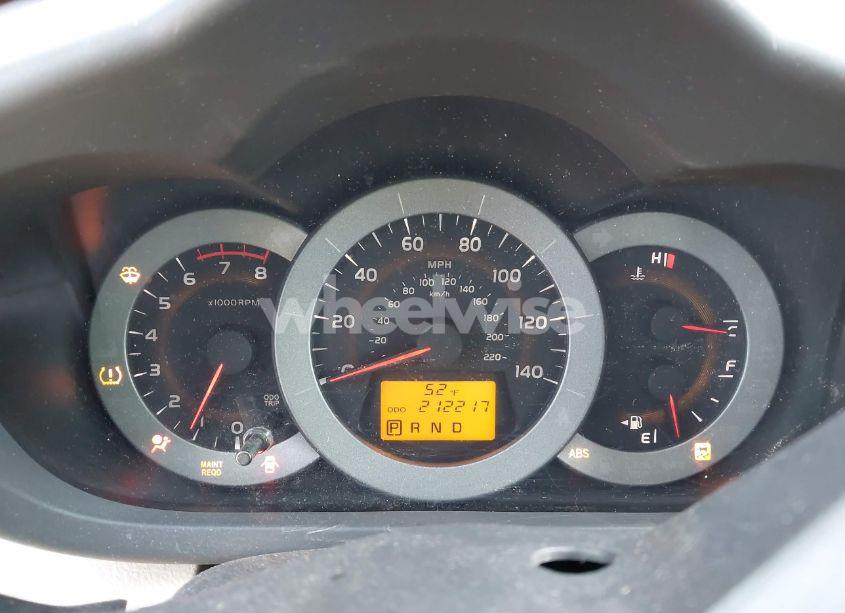 0 1 2 3 4 5 6 7 8
x1000RPM
ODO
TRIP
MAINT
REQD
20 40 60 80 100 120 140
MPH
20 40 60 80 100 120 140 160 180 200 220
km/h
52°F
ODO 212217
P R N D
H
C
F
E
ABS
wheelwise